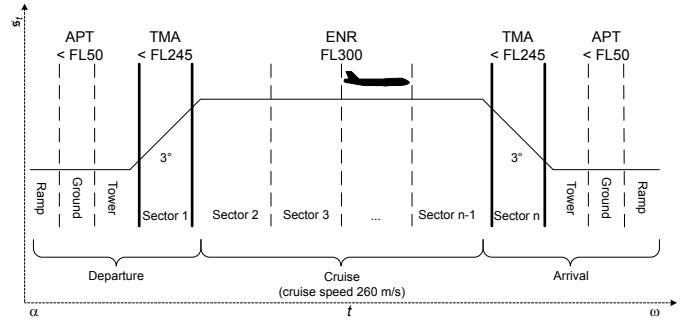 𝔰t
APT
< FL50
TMA
< FL245
ENR
FL300
TMA
< FL245
APT
< FL50
3°
3°
Ramp
Ground
Tower
Sector 1
Sector 2
Sector 3
...
Sector n-1
Sector n
Tower
Ground
Ramp
Departure
Cruise
(cruise speed 260 m/s)
Arrival
α
t
ω